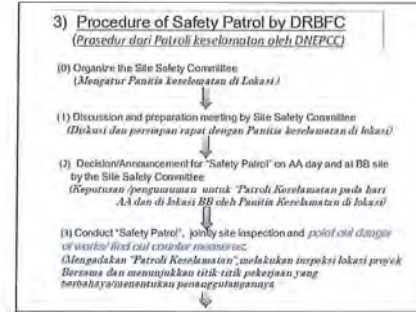 3) Procedure of Safety Patrol by DRBFC
(Prosedur dari Patroli keselamatan oleh DNEPCC)
(0) Organize the Site Safety Committee
(Mengatur Panitia keselamatan di Lokasi)
(1) Discussion and preparation meeting by Site Safety Committee
(Diskusi dan persiapan rapat dengan Panitia keselamatan di lokasi)
(2) Decision/Announcement for "Safety Patrol" on AA day and at BB site
by the Site Safety Committee
(Keputusan /pengumuman untuk "Patroli Keselamatan pada hari
AA dan di lokasi BB oleh Panitia Keselamatan di lokasi)
(3) Conduct "Safety Patrol", jointly site inspection and point out danger
of works/ find out counter measures.
(Mengadakan "Patroli Keselamatan", melakukan inspeksi lokasi proyek
Bersama dan menunjukkan titik-titik pekerjaan yang
berbahaya/menentukan penanggulangannya